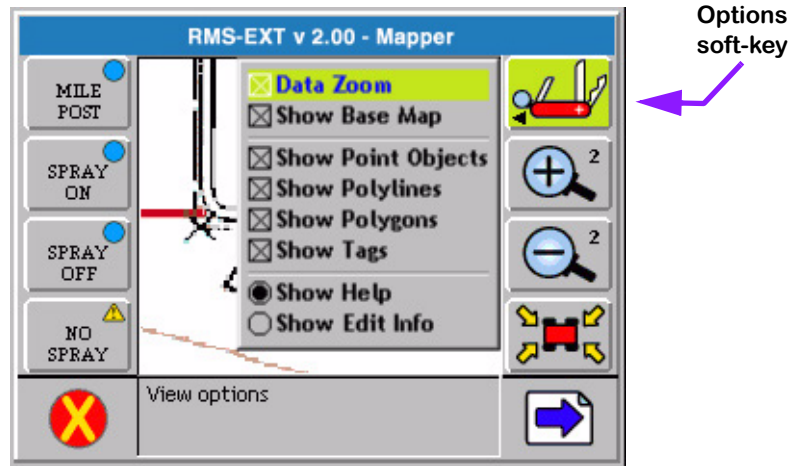 Options
soft-key
RMS-EXT v 2.00 - Mapper
MILE
POST
SPRAY
ON
SPRAY
OFF
NO
SPRAY
Data Zoom
Show Base Map
Show Point Objects
Show Polylines
Show Polygons
Show Tags
Show Help
Show Edit Info
2
2
View options